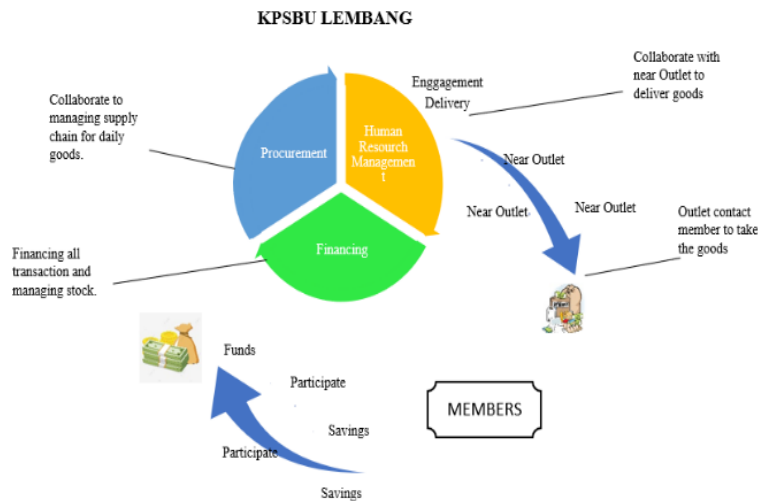 KPSBU LEMBANG
Collaborate with
near Outlet to
deliver goods
Enggagement
Delivery
Collaborate to
managing supply
chain for daily
goods.
Procurement
Human
Resourch
Managemen
t
Near Outlet
Near Outlet
Near Outlet
Outlet contact
member to take
the goods
Financing
Financing all
transaction and
managing stock.
Funds
Participate
MEMBERS
Savings
Participate
Savings